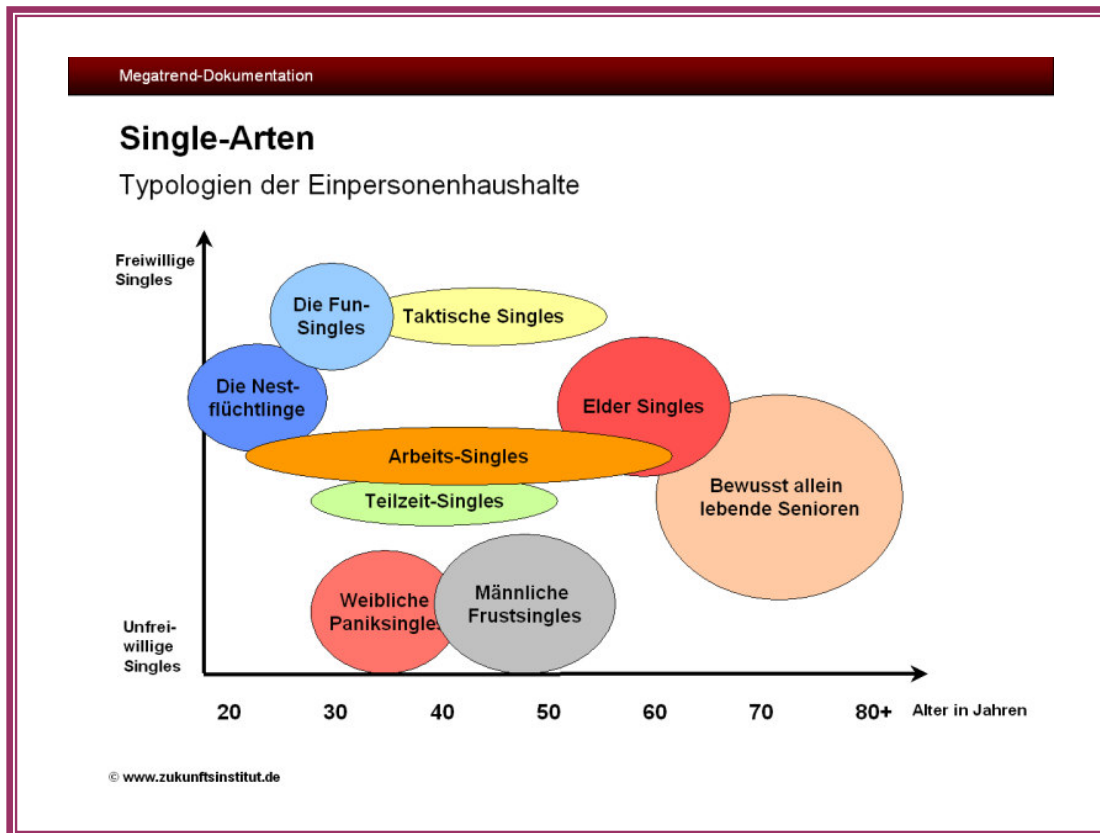 Megatrend-Dokumentation
Single-Arten
Typologien der Einpersonenhaushalte
Freiwillige
Singles
Die Fun-
Singles
Taktische Singles
Die Nest-
flüchtlinge
Elder Singles
Arbeits-Singles
Teilzeit-Singles
Bewusst allein
lebende Senioren
Weibliche
Paniksingles
Männliche
Frustsingles
Unfrei-
willige
Singles
20 30 40 50 60 70 80+ Alter in Jahren
© www.zukunftsinstitut.de